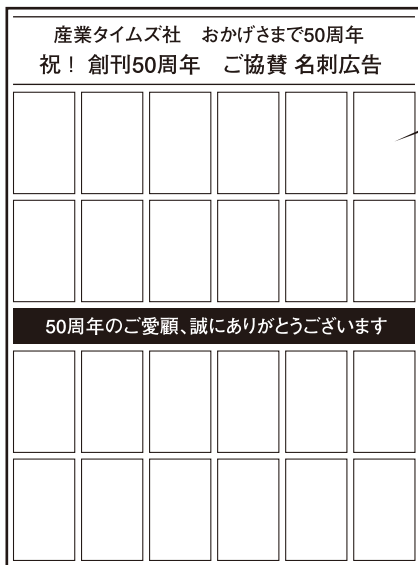 産業タイムズ社　おかげさまで50周年
祝！ 創刊50周年　ご協賛 名刺広告
50周年のご愛顧、誠にありがとうございます